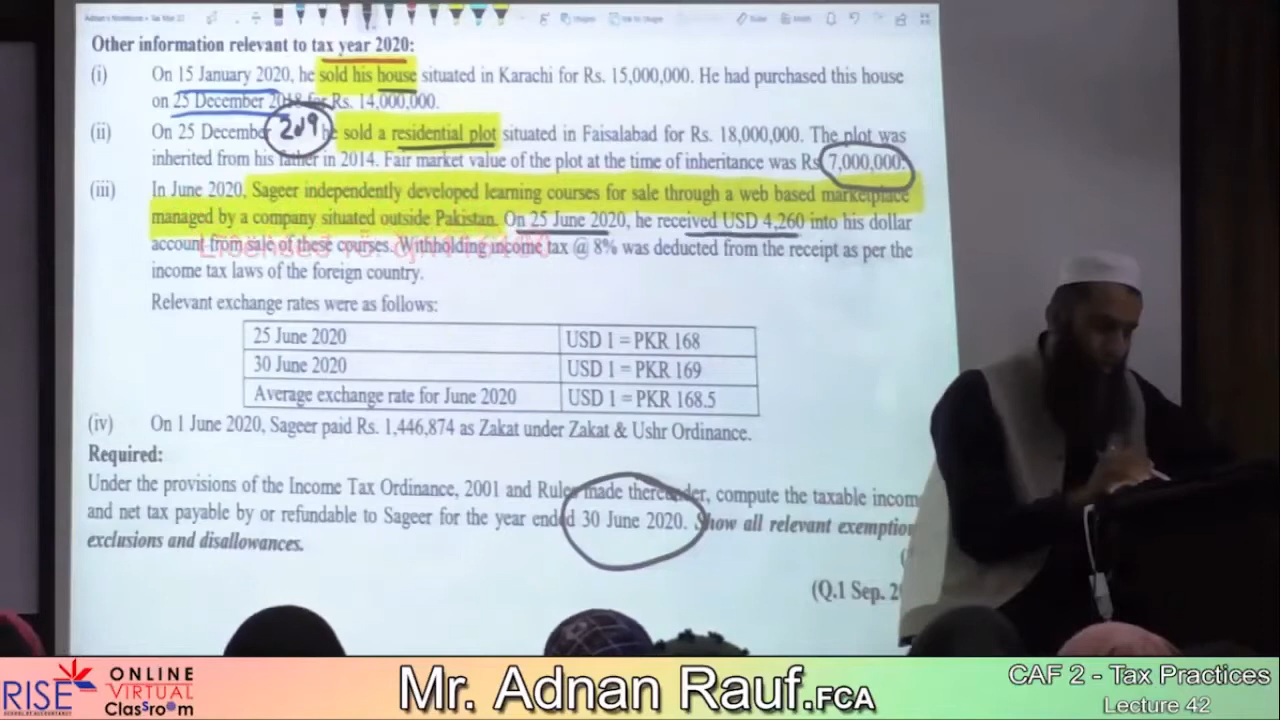 Other information relevant to tax year 2020:
(i) On 15 January 2020, he sold his house situated in Karachi for Rs. 15,000,000. He had purchased this house
on 25 December 2018 for Rs. 14,000,000.
(ii) On 25 December 2019 he sold a residential plot situated in Faisalabad for Rs. 18,000,000. The plot was
inherited from his father in 2014. Fair market value of the plot at the time of inheritance was Rs 7,000,000.
(iii) In June 2020, Sageer independently developed learning courses for sale through a web based marketplace
managed by a company situated outside Pakistan. On 25 June 2020, he received USD 4,260 into his dollar
account from sale of these courses. Withholding income tax @ 8% was deducted from the receipt as per the
income tax laws of the foreign country.
Relevant exchange rates were as follows:
25 June 2020 USD 1 = PKR 168
30 June 2020 USD 1 = PKR 169
Average exchange rate for June 2020 USD 1 = PKR 168.5
(iv) On 1 June 2020, Sageer paid Rs. 1,446,874 as Zakat under Zakat & Ushr Ordinance.
Required:
Under the provisions of the Income Tax Ordinance, 2001 and Rules made thereunder, compute the taxable incom
and net tax payable by or refundable to Sageer for the year ended 30 June 2020. Show all relevant exemption
exclusions and disallowances.
(Q.1 Sep. 2
RISE ONLINE VIRTUAL Classroom
Mr. Adnan Rauf.FCA
CAF 2 - Tax Practices
Lecture 42